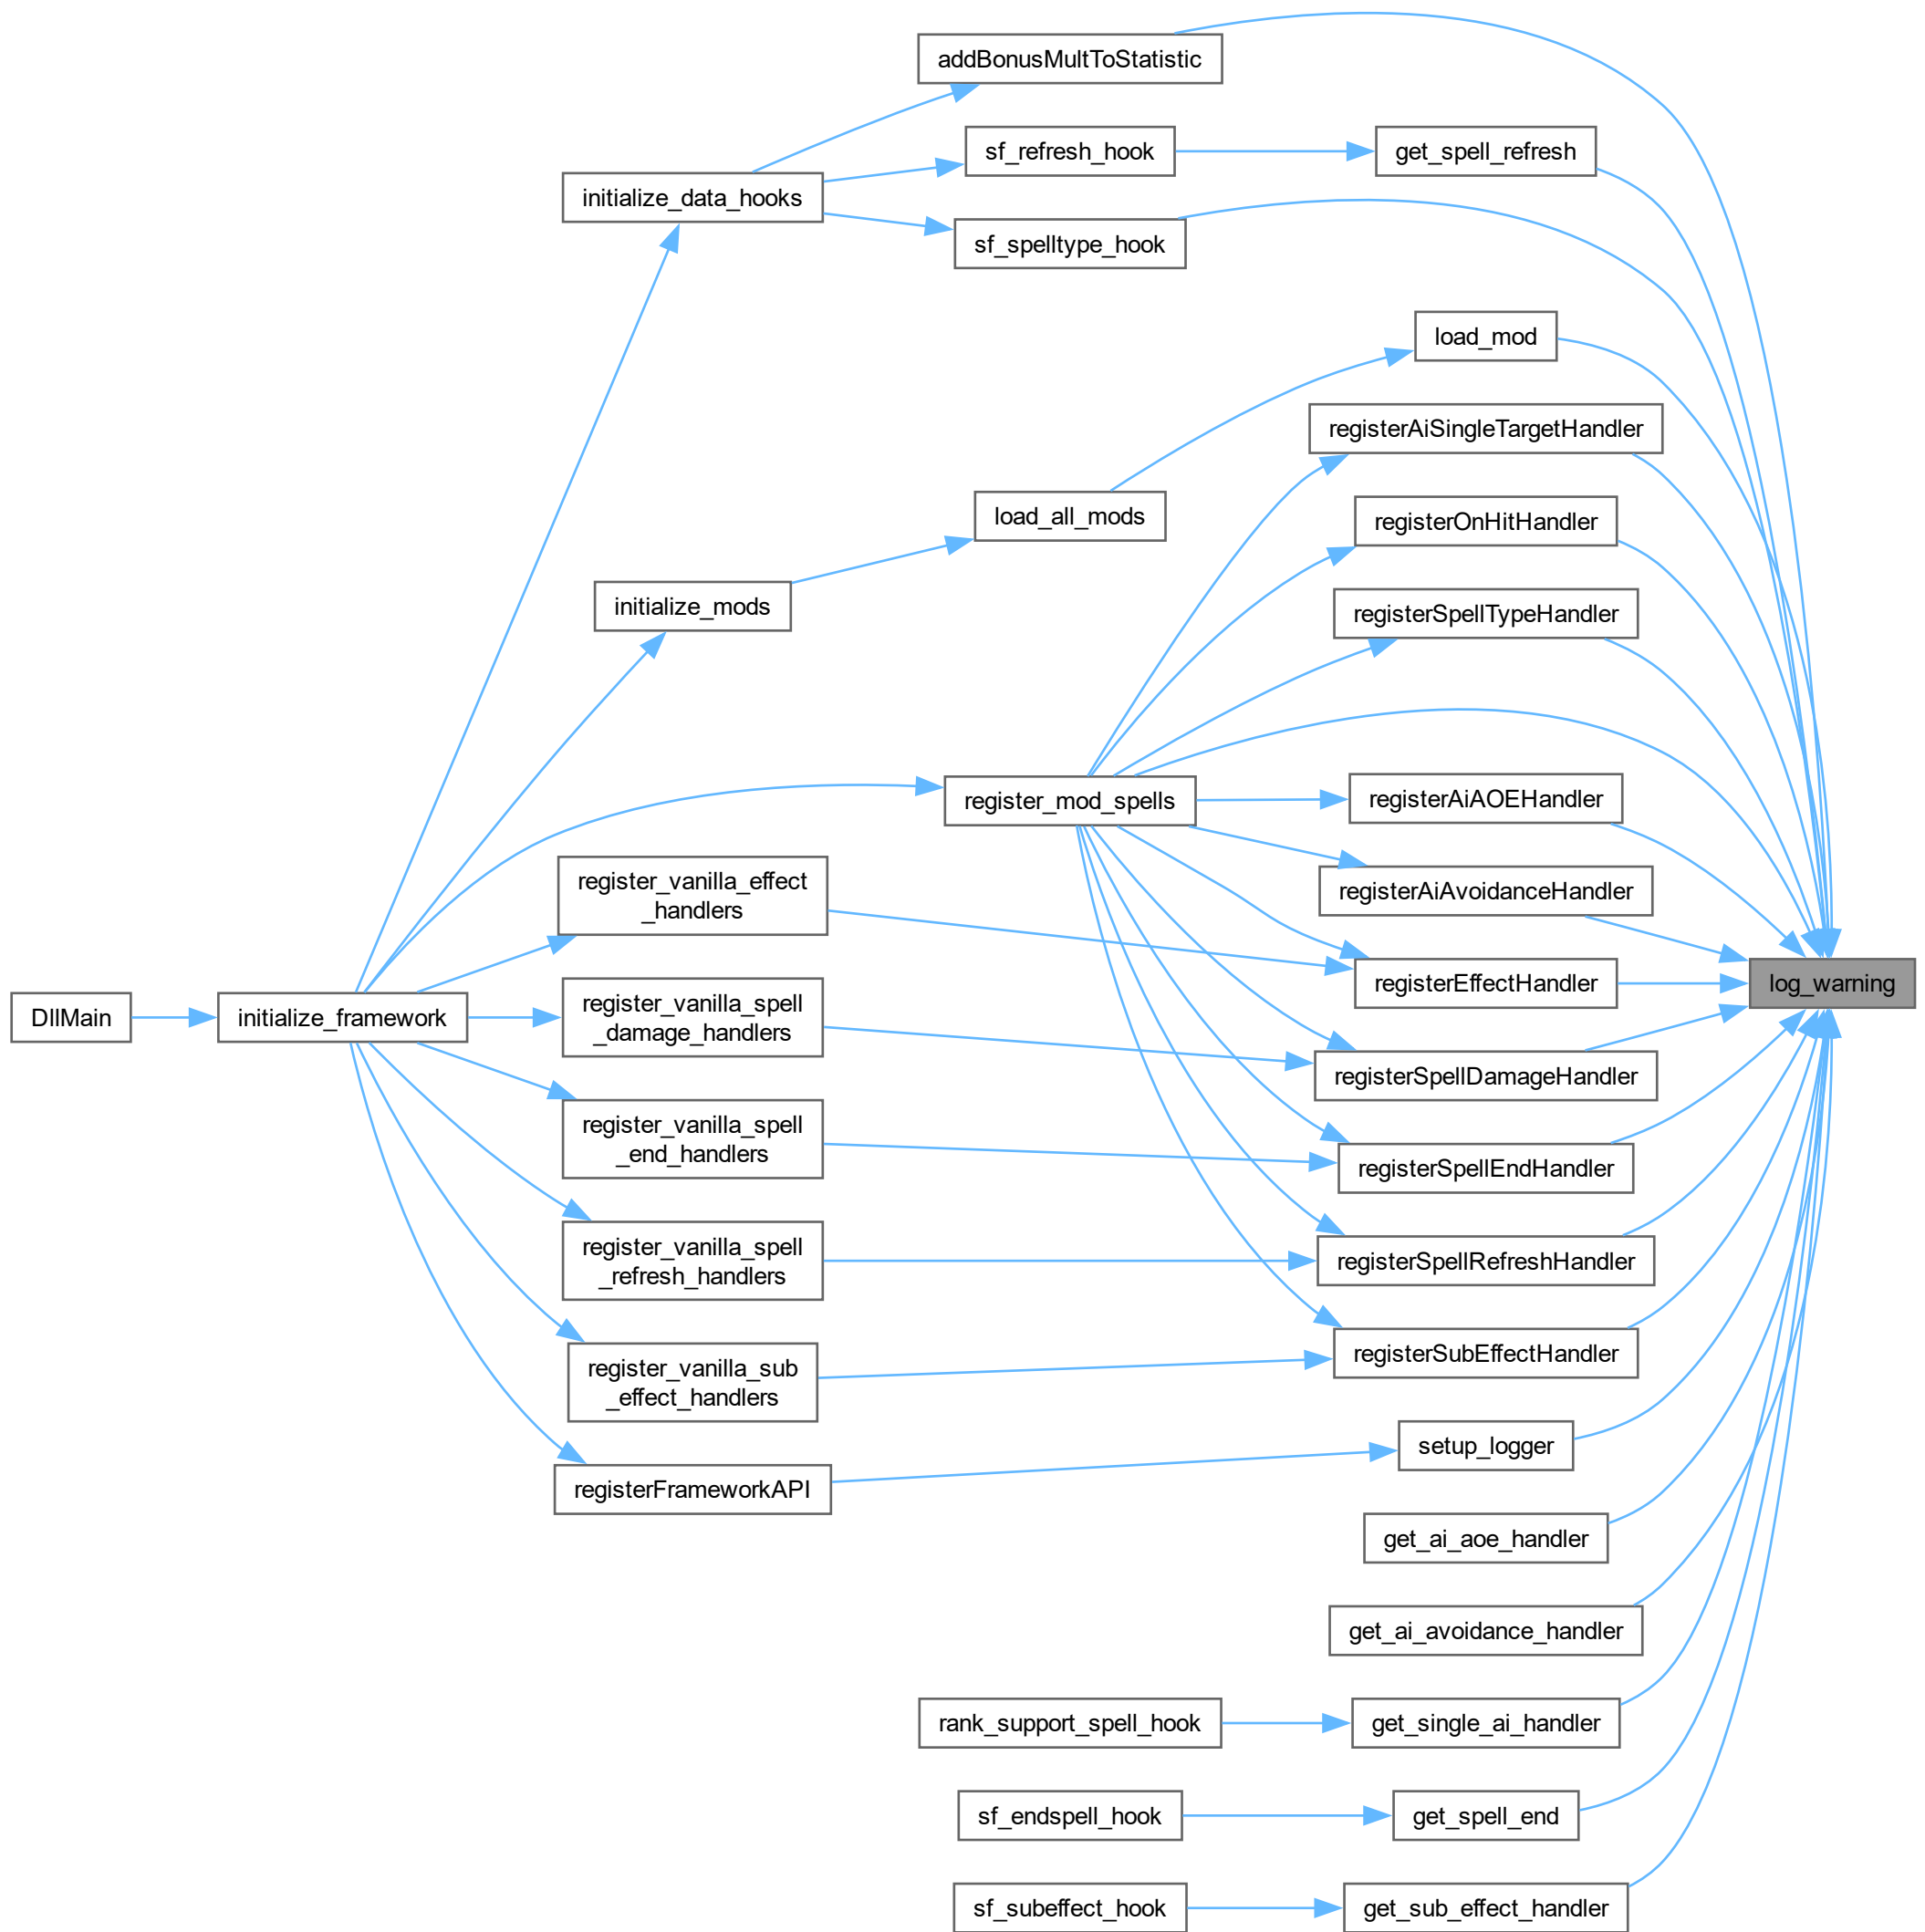 addBonusMultToStatistic
sf_refresh_hook
get_spell_refresh
initialize_data_hooks
sf_spelltype_hook
load_mod
registerAiSingleTargetHandler
load_all_mods
registerOnHitHandler
initialize_mods
registerSpellTypeHandler
register_mod_spells
registerAiAOEHandler
register_vanilla_effect
_handlers
registerAiAvoidanceHandler
registerEffectHandler
log_warning
DllMain
initialize_framework
register_vanilla_spell
_damage_handlers
registerSpellDamageHandler
register_vanilla_spell
_end_handlers
registerSpellEndHandler
register_vanilla_spell
_refresh_handlers
registerSpellRefreshHandler
register_vanilla_sub
_effect_handlers
registerSubEffectHandler
setup_logger
registerFrameworkAPI
get_ai_aoe_handler
get_ai_avoidance_handler
rank_support_spell_hook
get_single_ai_handler
sf_endspell_hook
get_spell_end
sf_subeffect_hook
get_sub_effect_handler